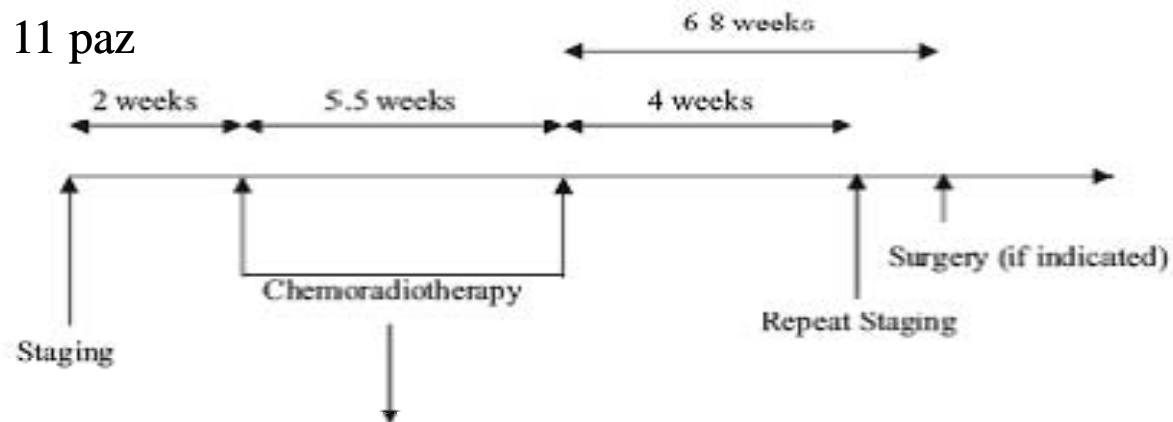 11 paz
6 8 weeks
2 weeks
5.5 weeks
4 weeks
Surgery (if indicated)
Chemoradiotherapy
Repeat Staging
Staging